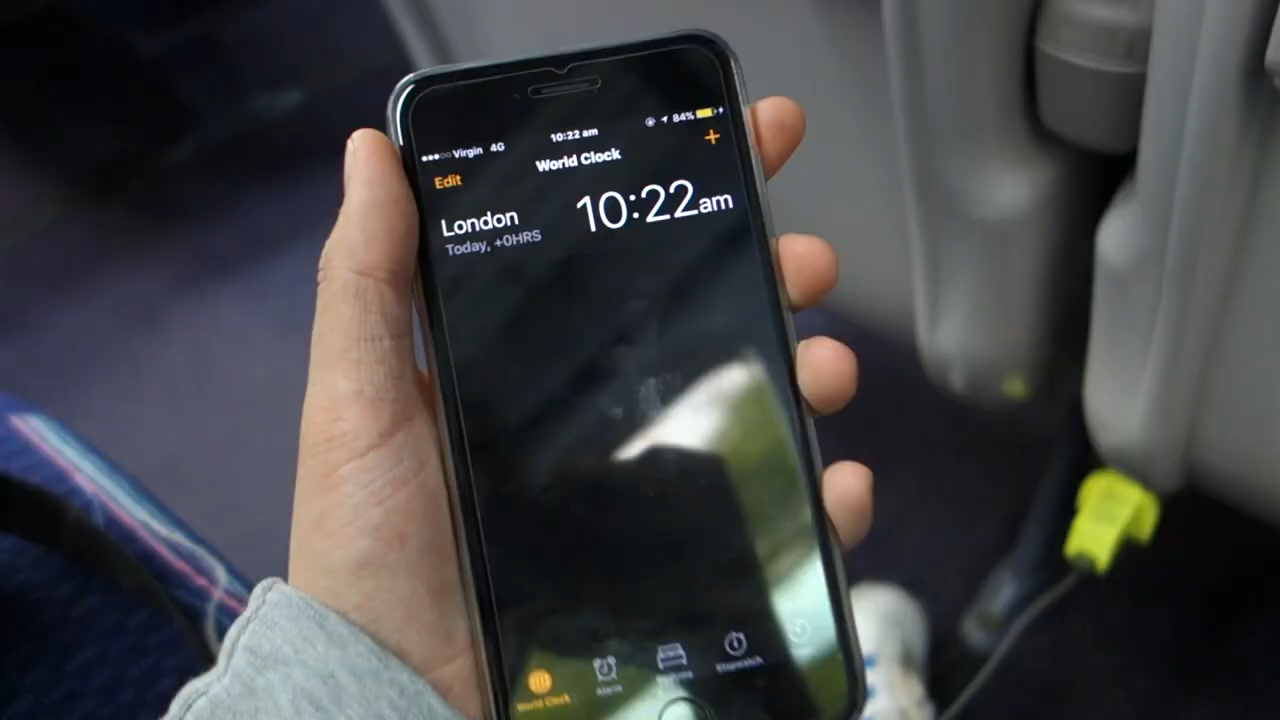 Virgin 4G 10:22 am 84%
Edit World Clock +
London 10:22am
Today, +0HRS
World Clock Alarm Bedtime Stopwatch